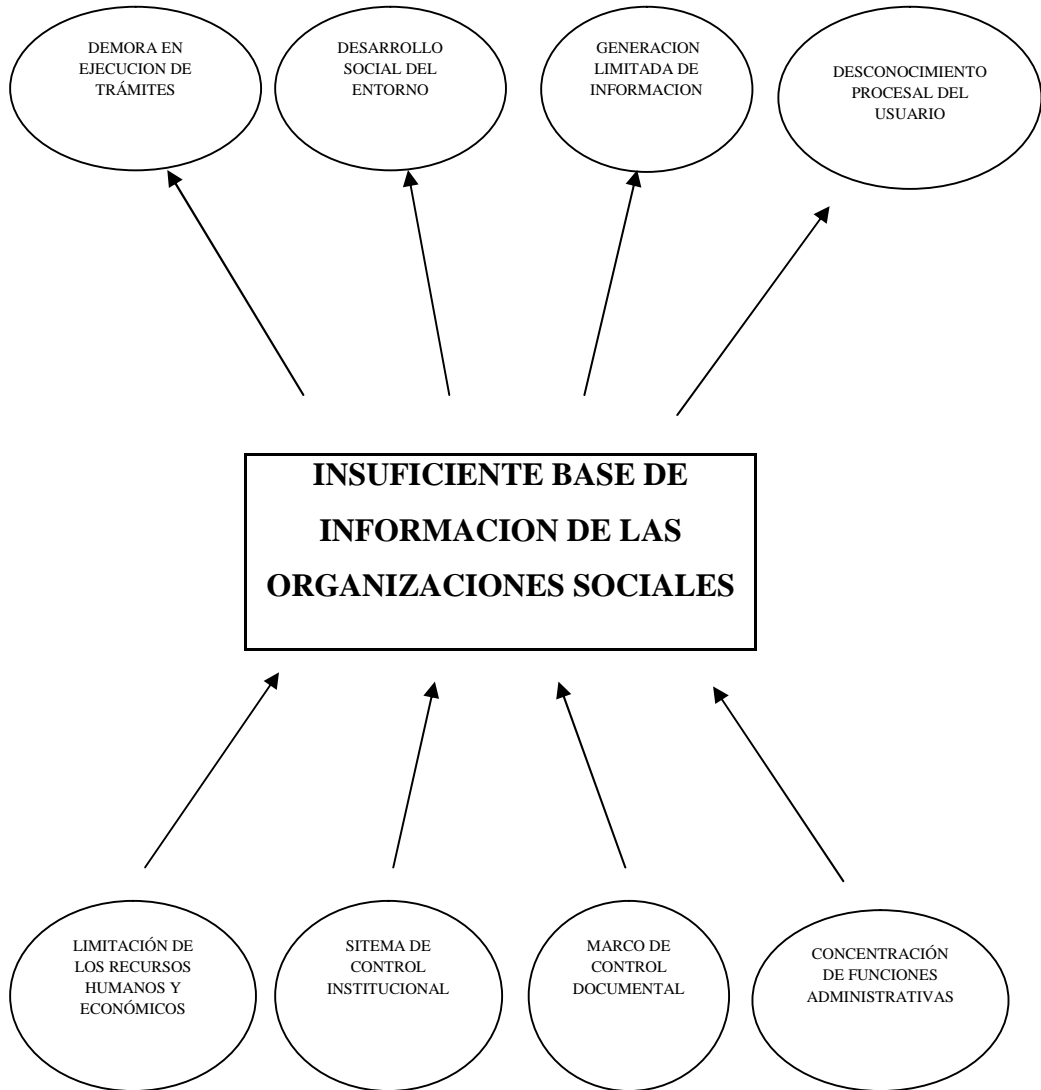 DEMORA EN
EJECUCION DE
TRÁMITES
DESARROLLO
SOCIAL DEL
ENTORNO
GENERACION
LIMITADA DE
INFORMACION
DESCONOCIMIENTO
PROCESAL DEL
USUARIO
INSUFICIENTE BASE DE
INFORMACION DE LAS
ORGANIZACIONES SOCIALES
LIMITACIÓN DE
LOS RECURSOS
HUMANOS Y
ECONÓMICOS
SITEMA DE
CONTROL
INSTITUCIONAL
MARCO DE
CONTROL
DOCUMENTAL
CONCENTRACIÓN
DE FUNCIONES
ADMINISTRATIVAS